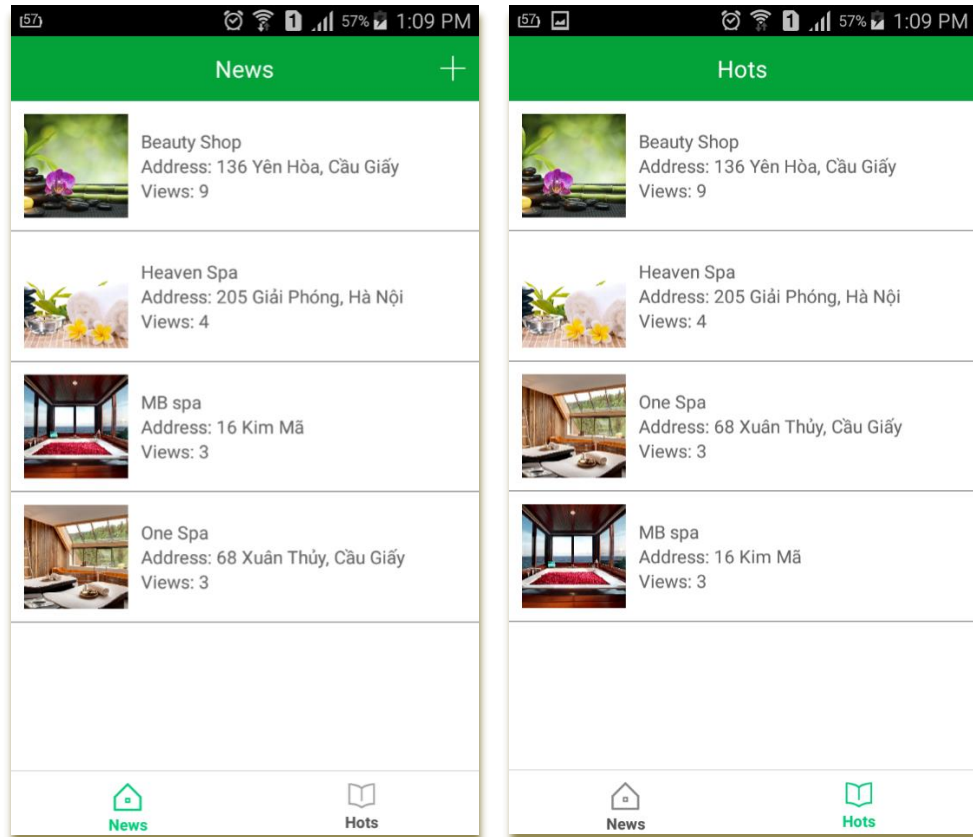 57 1 57% 1:09 PM
News
Beauty Shop
Address: 136 Yên Hòa, Cầu Giấy
Views: 9
Heaven Spa
Address: 205 Giải Phóng, Hà Nội
Views: 4
MB spa
Address: 16 Kim Mã
Views: 3
One Spa
Address: 68 Xuân Thủy, Cầu Giấy
Views: 3
News Hots
57 1 57% 1:09 PM
Hots
Beauty Shop
Address: 136 Yên Hòa, Cầu Giấy
Views: 9
Heaven Spa
Address: 205 Giải Phóng, Hà Nội
Views: 4
One Spa
Address: 68 Xuân Thủy, Cầu Giấy
Views: 3
MB spa
Address: 16 Kim Mã
Views: 3
News Hots